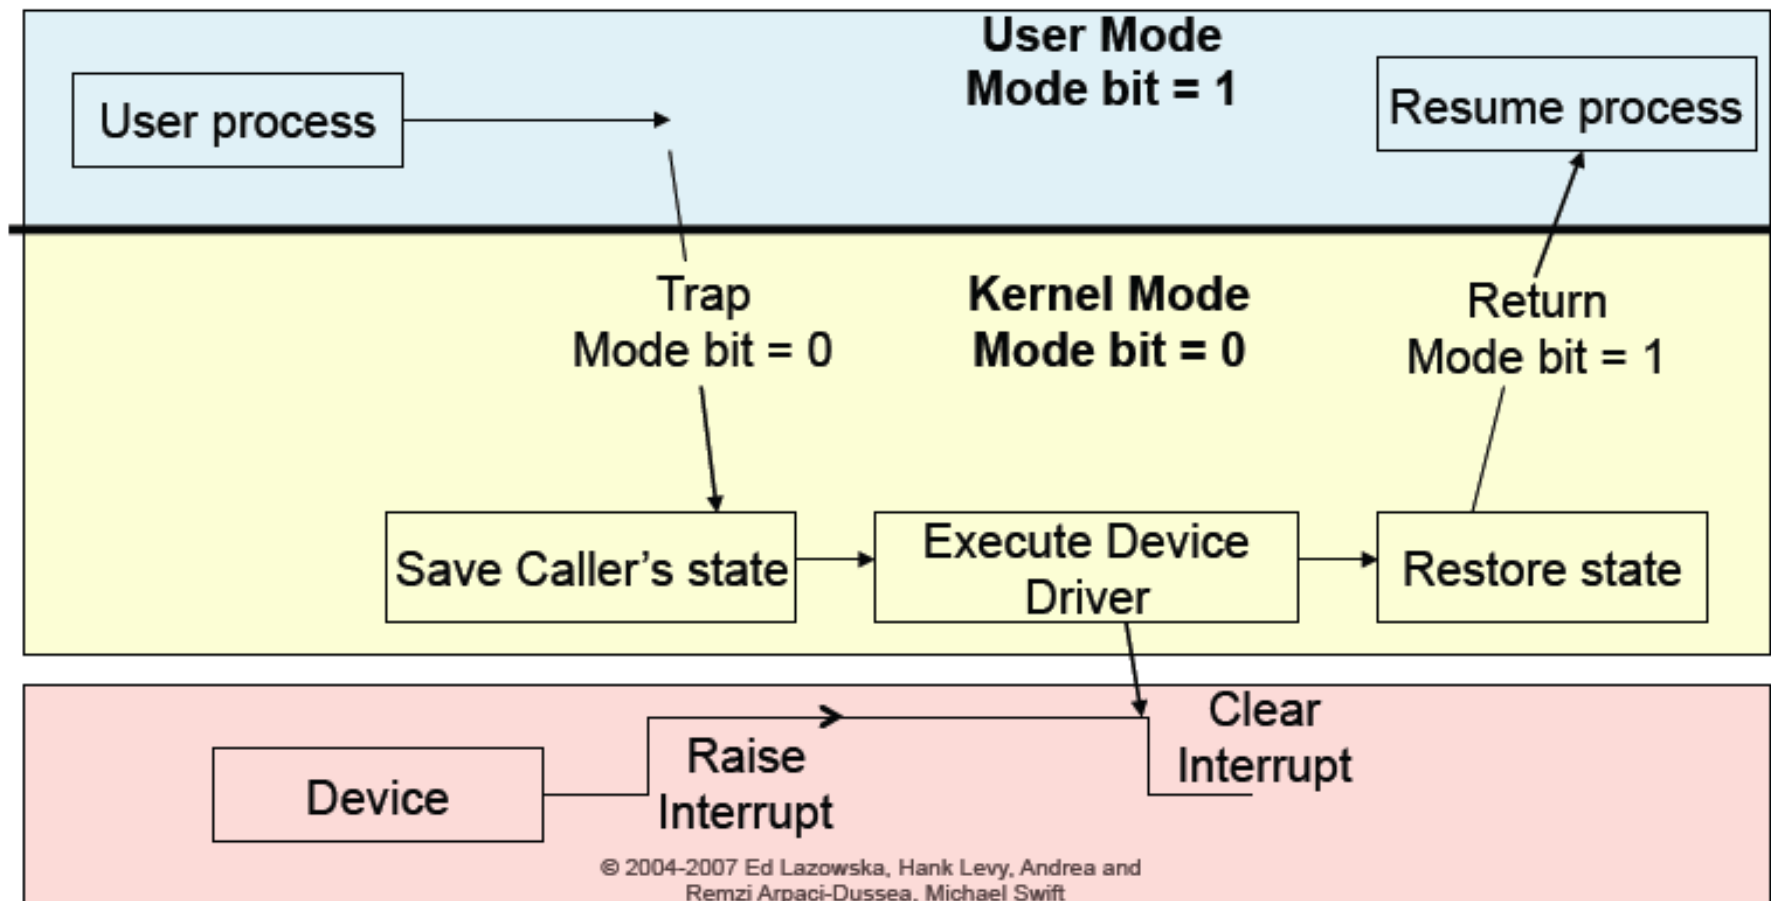 User Mode
Mode bit = 1
User process
Resume process
Trap
Mode bit = 0
Kernel Mode
Mode bit = 0
Return
Mode bit = 1
Save Caller's state
Execute Device
Driver
Restore state
Device
Raise
Interrupt
Clear
Interrupt
© 2004-2007 Ed Lazowska, Hank Levy, Andrea and
Remzi Arpaci-Dussea, Michael Swift